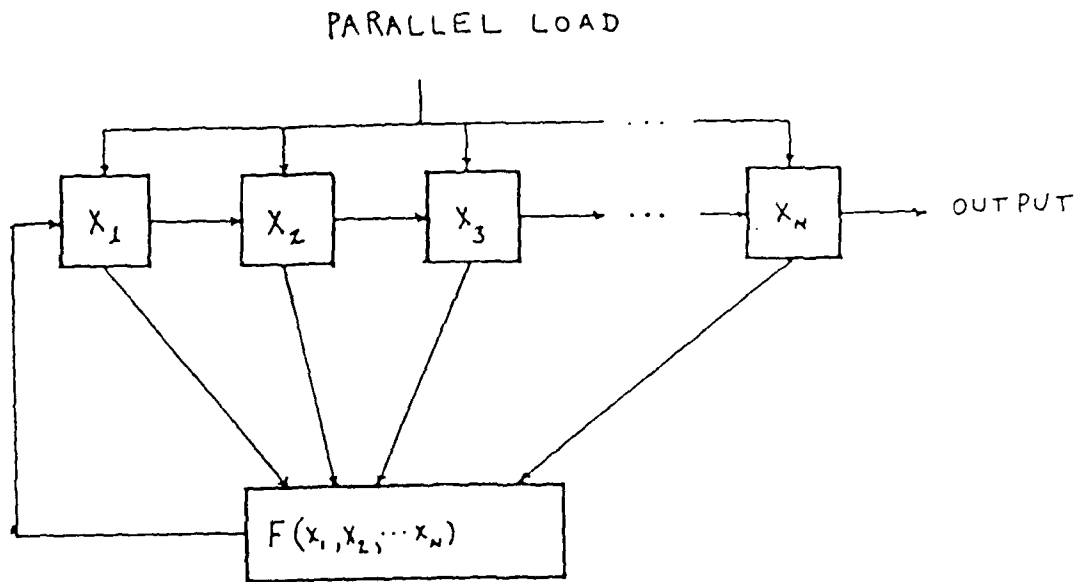 PARALLEL LOAD
...
X₁ X₂ X₃ ... Xₙ OUTPUT
F(x₁,x₂,...xₙ)